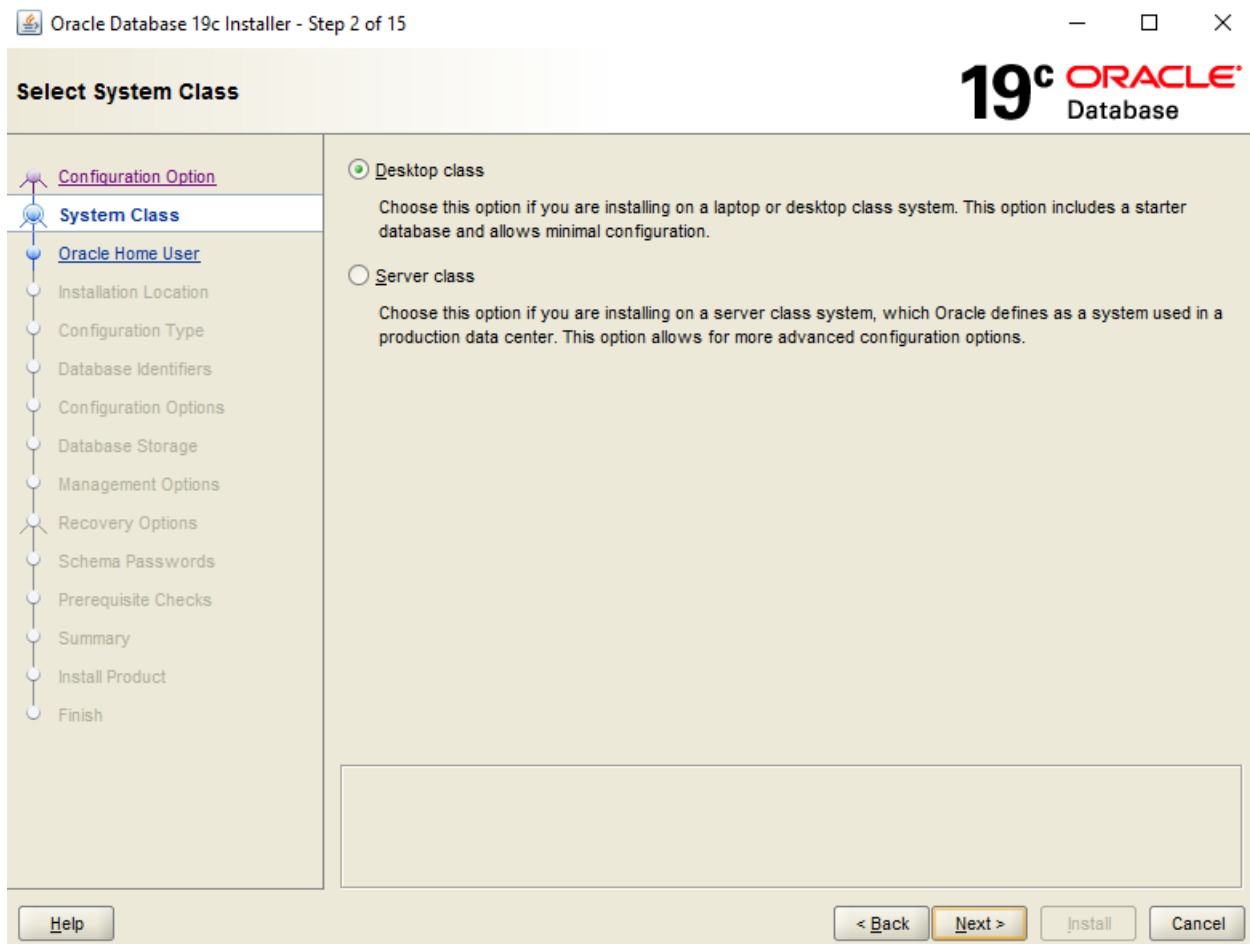 Oracle Database 19c Installer - Step 2 of 15
Select System Class
19c ORACLE
Database
Configuration Option
System Class
Oracle Home User
Installation Location
Configuration Type
Database Identifiers
Configuration Options
Database Storage
Management Options
Recovery Options
Schema Passwords
Prerequisite Checks
Summary
Install Product
Finish
Desktop class
Choose this option if you are installing on a laptop or desktop class system. This option includes a starter
database and allows minimal configuration.
Server class
Choose this option if you are installing on a server class system, which Oracle defines as a system used in a
production data center. This option allows for more advanced configuration options.
Help
< Back
Next >
Install
Cancel